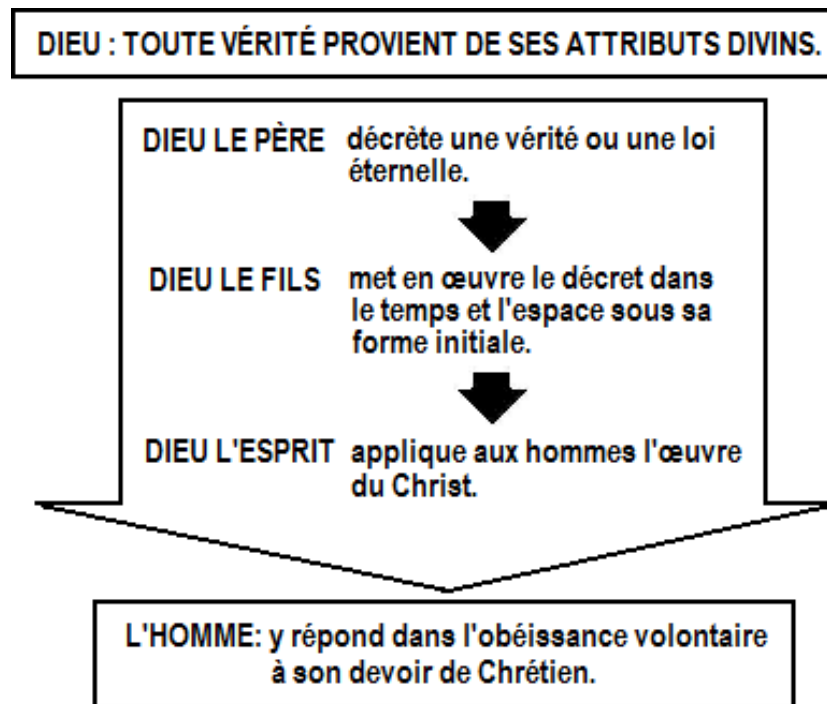 DIEU : TOUTE VÉRITÉ PROVIENT DE SES ATTRIBUTS DIVINS.
DIEU LE PÈRE décrète une vérité ou une loi
éternelle.
DIEU LE FILS met en œuvre le décret dans
le temps et l'espace sous sa
forme initiale.
DIEU L'ESPRIT applique aux hommes l'œuvre
du Christ.
L'HOMME: y répond dans l'obéissance volontaire
à son devoir de Chrétien.